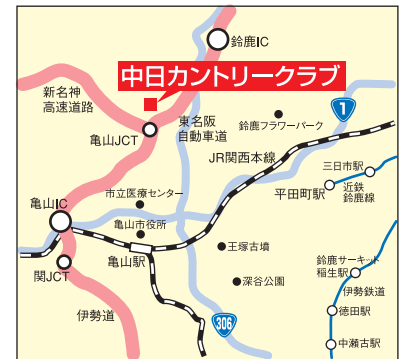 鈴鹿IC
中日カントリークラブ
新名神
高速道路
東名阪
自動車道
1
鈴鹿フラワーパーク
亀山JCT
JR関西本線
三日市駅
近鉄
鈴鹿線
平田町駅
市立医療センター
亀山IC
亀山市役所
王塚古墳
亀山駅
関JCT
深谷公園
鈴鹿サーキット
稲生駅
伊勢鉄道
伊勢道
306
徳田駅
中瀬古駅